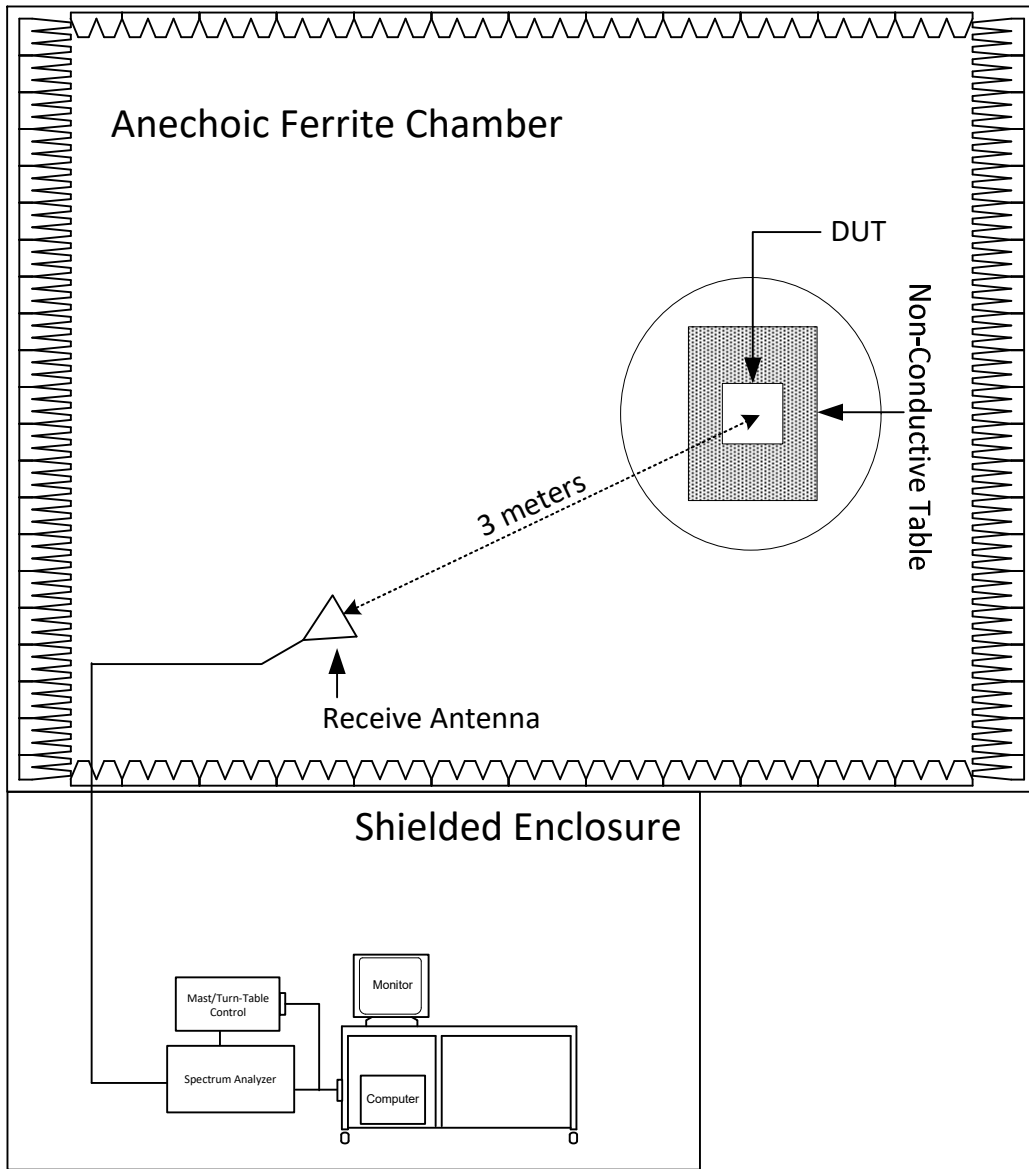 Anechoic Ferrite Chamber
DUT
Non-Conductive Table
3 meters
Receive Antenna
Shielded Enclosure
Monitor
Mast/Turn-Table
Control
Spectrum Analyzer
Computer